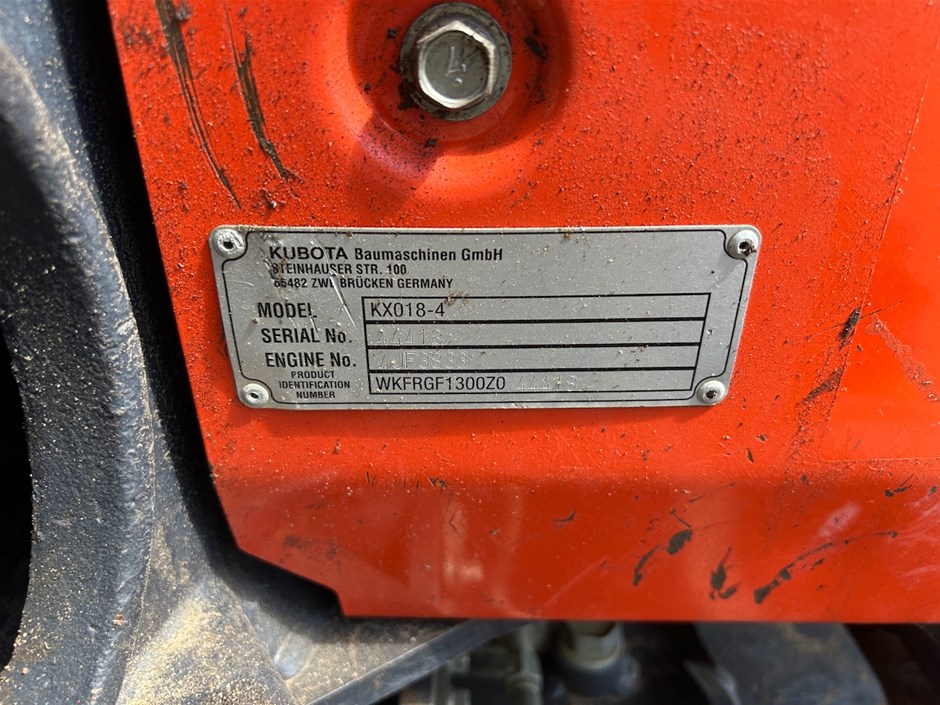 KUBOTA Baumaschinen GmbH
STEINHAUSER STR. 100
66482 ZWEIBRÜCKEN GERMANY
MODEL KX018-4
SERIAL No.
ENGINE No.
PRODUCT
IDENTIFICATION WKFRGF1300Z0
NUMBER